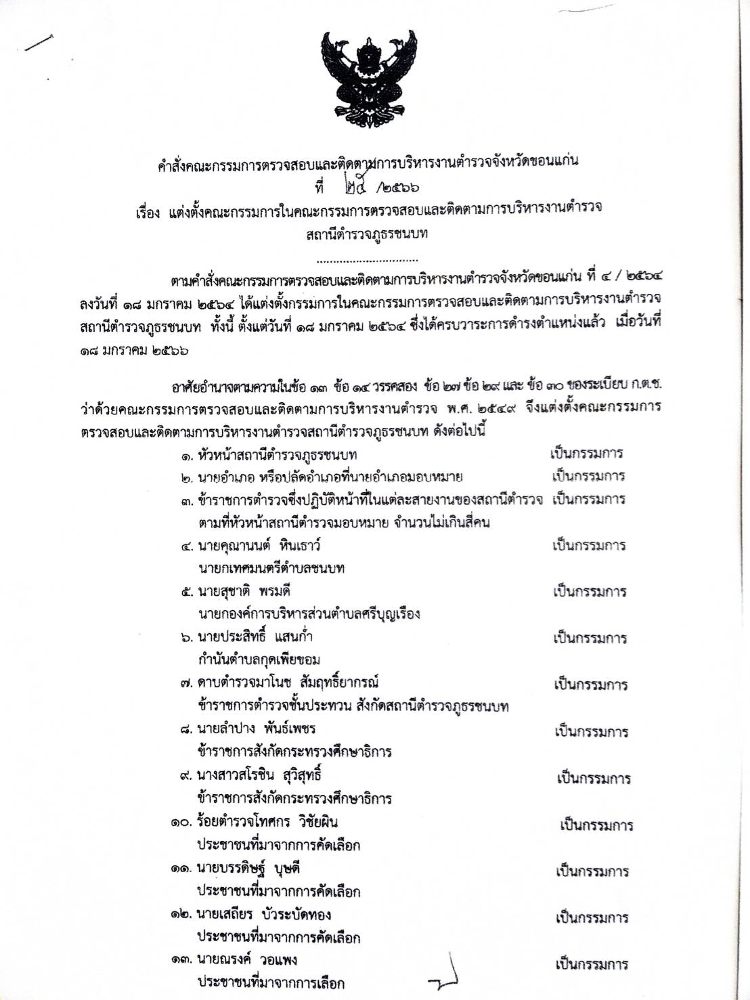 คำสั่งคณะกรรมการตรวจสอบและติดตามการบริหารงานตำรวจจังหวัดขอนแก่น
ที่ ๒๕ /๒๕๖๖
เรื่อง แต่งตั้งคณะกรรมการในคณะกรรมการตรวจสอบและติดตามการบริหารงานตำรวจ
สถานีตำรวจภูธรชนบท
................................
ตามคำสั่งคณะกรรมการตรวจสอบและติดตามการบริหารงานตำรวจจังหวัดขอนแก่น ที่ ๔ / ๒๕๖๔
ลงวันที่ ๑๘ มกราคม ๒๕๖๔ ได้แต่งตั้งกรรมการในคณะกรรมการตรวจสอบและติดตามการบริหารงานตำรวจ
สถานีตำรวจภูธรชนบท ทั้งนี้ ตั้งแต่วันที่ ๑๘ มกราคม ๒๕๖๔ ซึ่งได้ครบวาระการดำรงตำแหน่งแล้ว เมื่อวันที่
๑๘ มกราคม ๒๕๖๖
อาศัยอำนาจตามความในข้อ ๑๓ ข้อ ๑๔ วรรคสอง ข้อ ๒๗ ข้อ ๒๙ และ ข้อ ๓๐ ของระเบียบ ก.ต.ช.
ว่าด้วยคณะกรรมการตรวจสอบและติดตามการบริหารงานตำรวจ พ.ศ. ๒๕๔๙ จึงแต่งตั้งคณะกรรมการ
ตรวจสอบและติดตามการบริหารงานตำรวจสถานีตำรวจภูธรชนบท ดังต่อไปนี้
๑. หัวหน้าสถานีตำรวจภูธรชนบท เป็นกรรมการ
๒. นายอำเภอ หรือปลัดอำเภอที่นายอำเภอมอบหมาย เป็นกรรมการ
๓. ข้าราชการตำรวจซึ่งปฏิบัติหน้าที่ในแต่ละสายงานของสถานีตำรวจ เป็นกรรมการ
ตามที่หัวหน้าสถานีตำรวจมอบหมาย จำนวนไม่เกินสี่คน
๔. นายคุณานนต์ หินเธาว์ เป็นกรรมการ
นายกเทศมนตรีตำบลชนบท
๕. นายสุชาติ พรมดี เป็นกรรมการ
นายกองค์การบริหารส่วนตำบลศรีบุญเรือง
๖. นายประสิทธิ์ แสนก่ำ เป็นกรรมการ
กำนันตำบลกุดเพียขอม
๗. ดาบตำรวจมาโนช สัมฤทธิ์ยากรณ์ เป็นกรรมการ
ข้าราชการตำรวจชั้นประทวน สังกัดสถานีตำรวจภูธรชนบท
๘. นายลำปาง พันธ์เพชร เป็นกรรมการ
ข้าราชการสังกัดกระทรวงศึกษาธิการ
๙. นางสาวสโรชิน สุวิสุทธิ์ เป็นกรรมการ
ข้าราชการสังกัดกระทรวงศึกษาธิการ
๑๐. ร้อยตำรวจโทศกร วิชัยผิน เป็นกรรมการ
ประชาชนที่มาจากการคัดเลือก
๑๑. นายบรรดิษฐ์ บุษดี เป็นกรรมการ
ประชาชนที่มาจากการคัดเลือก
๑๒. นายเสถียร บัวระบัดทอง เป็นกรรมการ
ประชาชนที่มาจากการคัดเลือก
๑๓. นายณรงค์ วอแพง เป็นกรรมการ
ประชาชนที่มาจากการเลือก